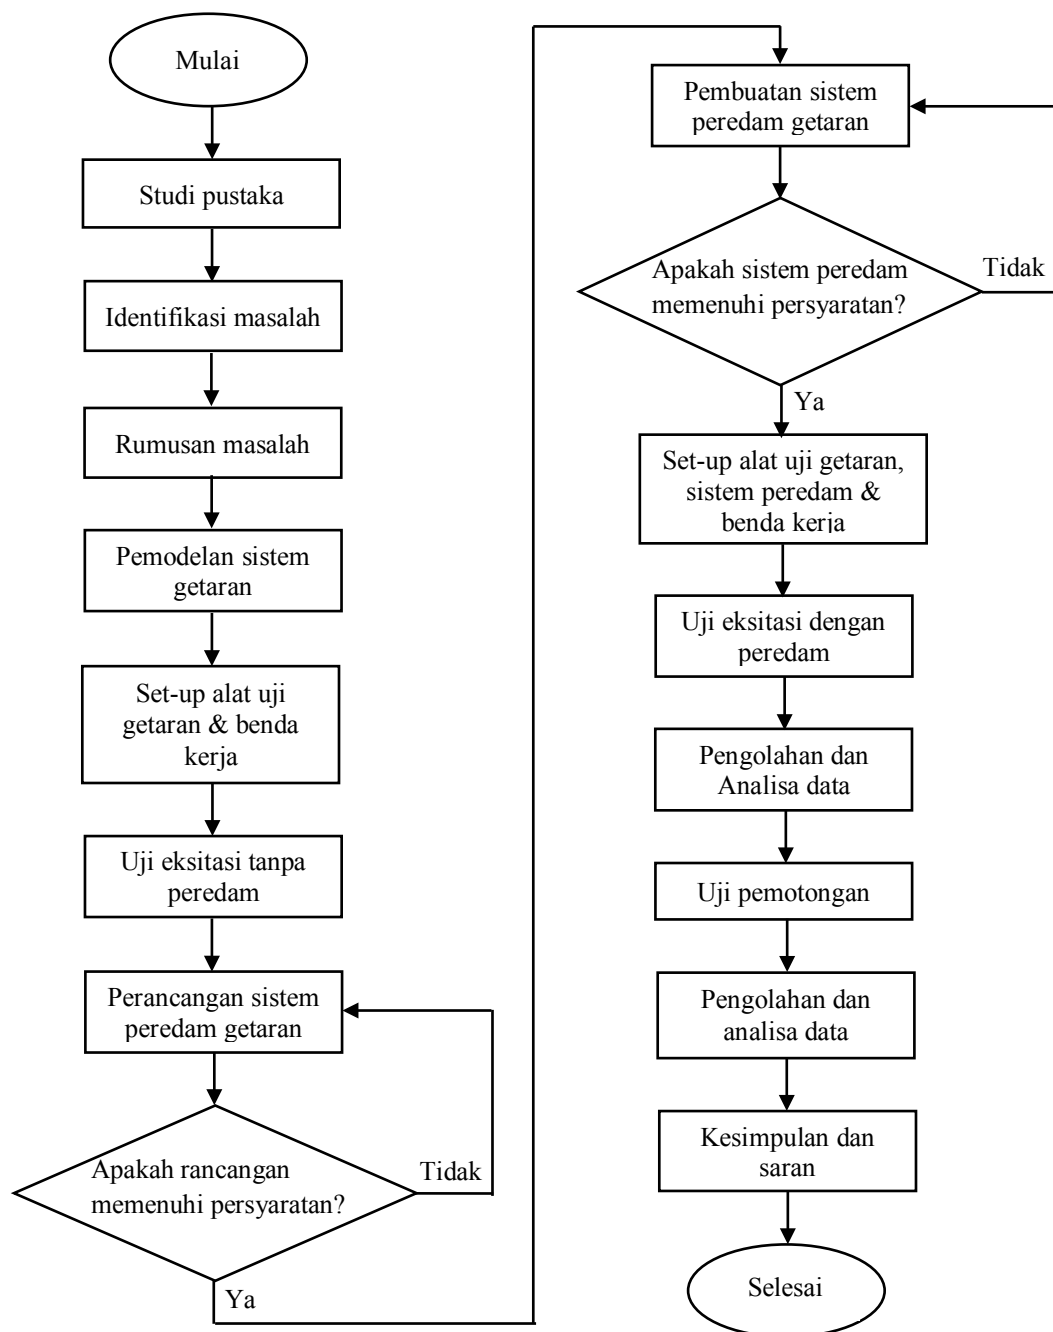 Mulai
Studi pustaka
Identifikasi masalah
Rumusan masalah
Pemodelan sistem
getaran
Set-up alat uji
getaran & benda
kerja
Uji eksitasi tanpa
peredam
Perancangan sistem
peredam getaran
Apakah rancangan
memenuhi persyaratan?
Tidak
Ya
Pembuatan sistem
peredam getaran
Apakah sistem peredam
memenuhi persyaratan?
Tidak
Ya
Set-up alat uji getaran,
sistem peredam &
benda kerja
Uji eksitasi dengan
peredam
Pengolahan dan
Analisa data
Uji pemotongan
Pengolahan dan
analisa data
Kesimpulan dan
saran
Selesai